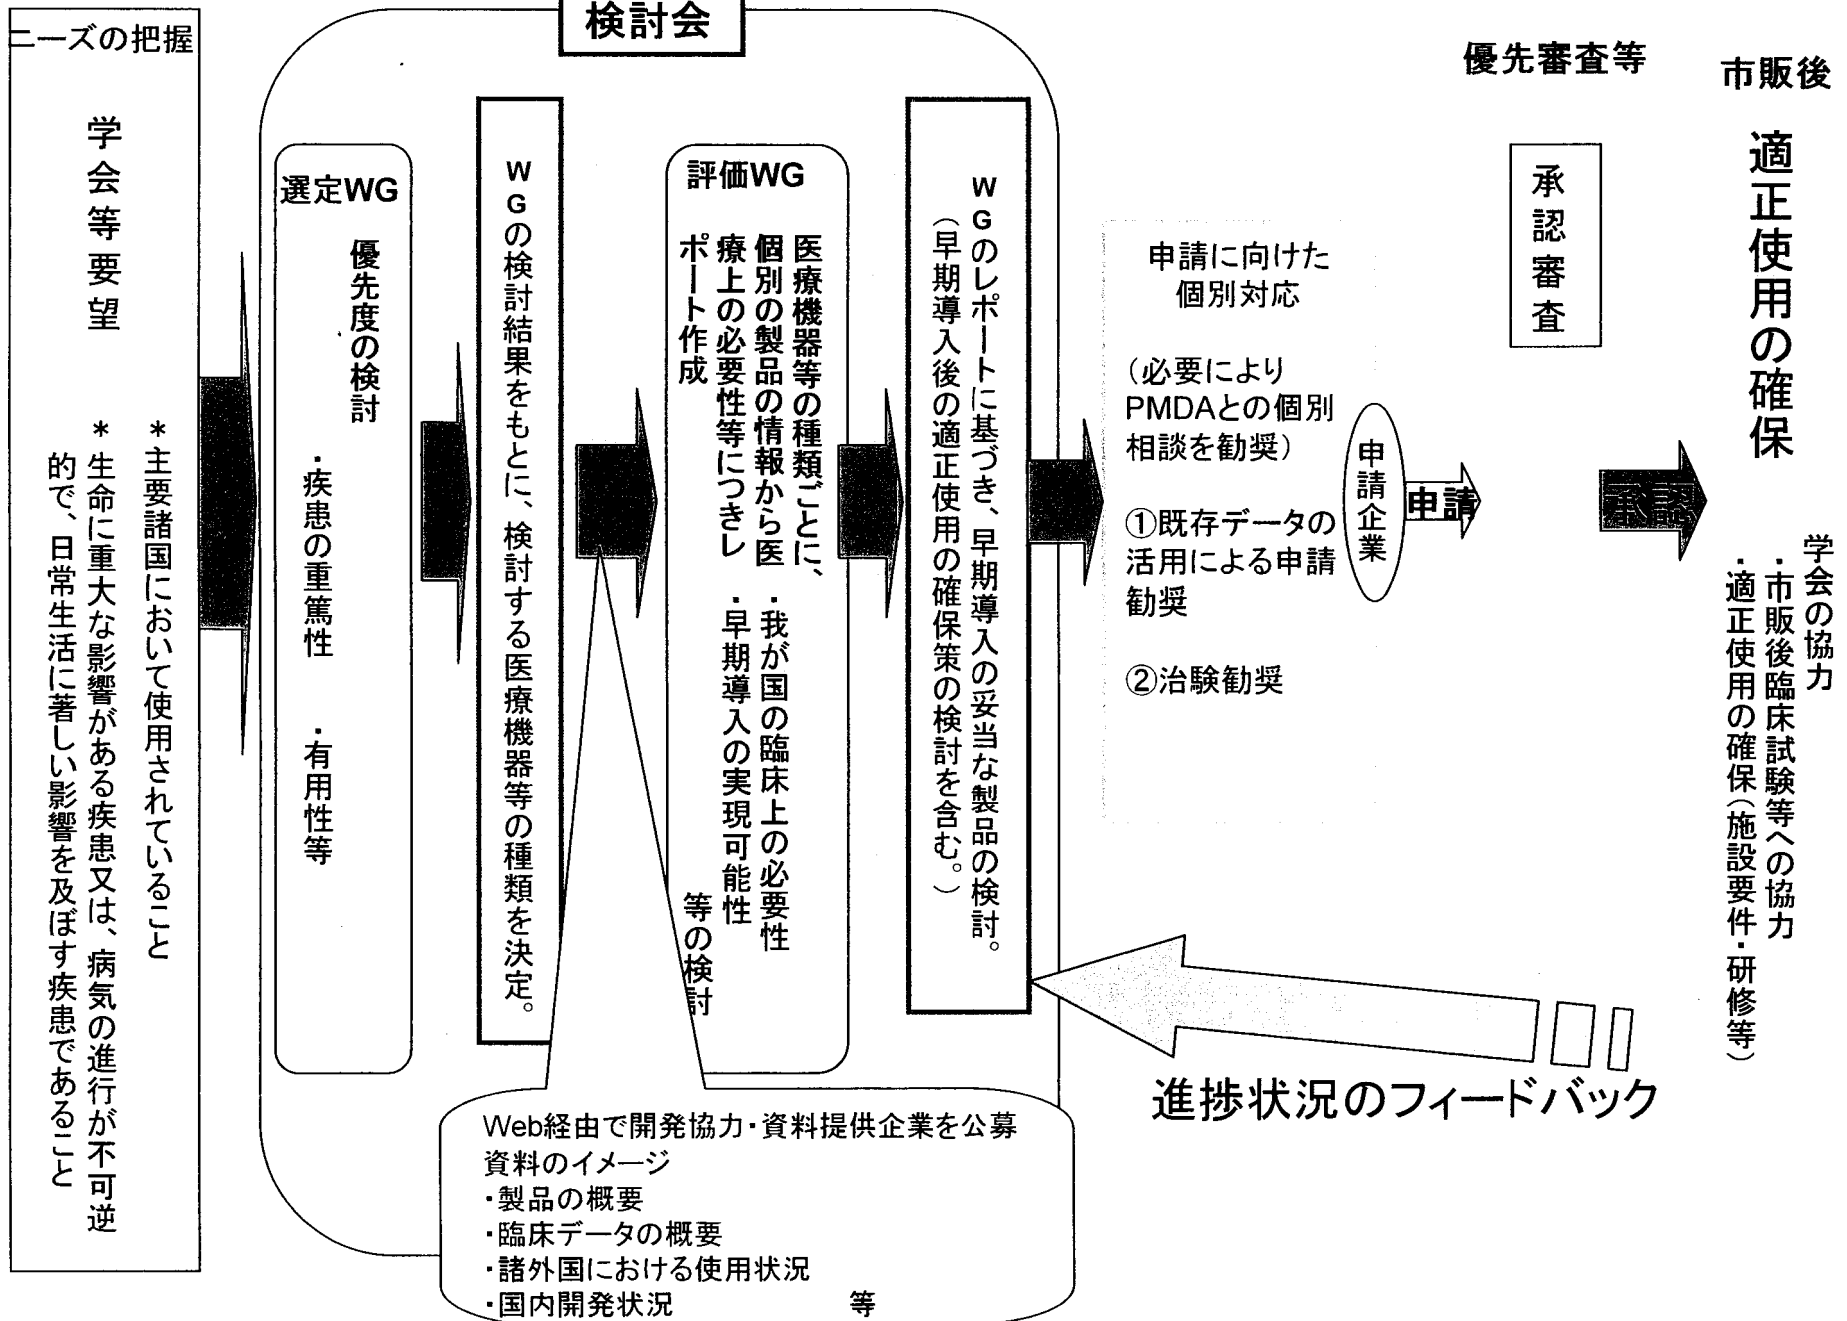 ニーズの把握
学会等要望
＊主要諸国において使用されていること
＊生命に重大な影響がある疾患又は、病気の進行が不可逆
的で、日常生活に著しい影響を及ぼす疾患であること
検討会
選定WG
優先度の検討
・疾患の重篤性　・有用性等
WGの検討結果をもとに、検討する医療機器等の種類を決定。
評価WG
医療機器等の種類ごとに、
個別の製品の情報から医
療上の必要性等につきレ
ポート作成
・我が国の臨床上の必要性
・早期導入の実現可能性
等の検討
WGのレポートに基づき、早期導入の妥当な製品の検討。
（早期導入後の適正使用の確保策の検討を含む。）
Web経由で開発協力・資料提供企業を公募
資料のイメージ
・製品の概要
・臨床データの概要
・諸外国における使用状況
・国内開発状況　等
申請に向けた
個別対応
（必要により
PMDAとの個別
相談を勧奨）
①既存データの
活用による申請
勧奨
②治験勧奨
申請企業
申請
優先審査等
承認審査
承認
市販後
適正使用の確保
学会の協力
・市販後臨床試験等への協力
・適正使用の確保（施設要件・研修等）
進捗状況のフィードバック